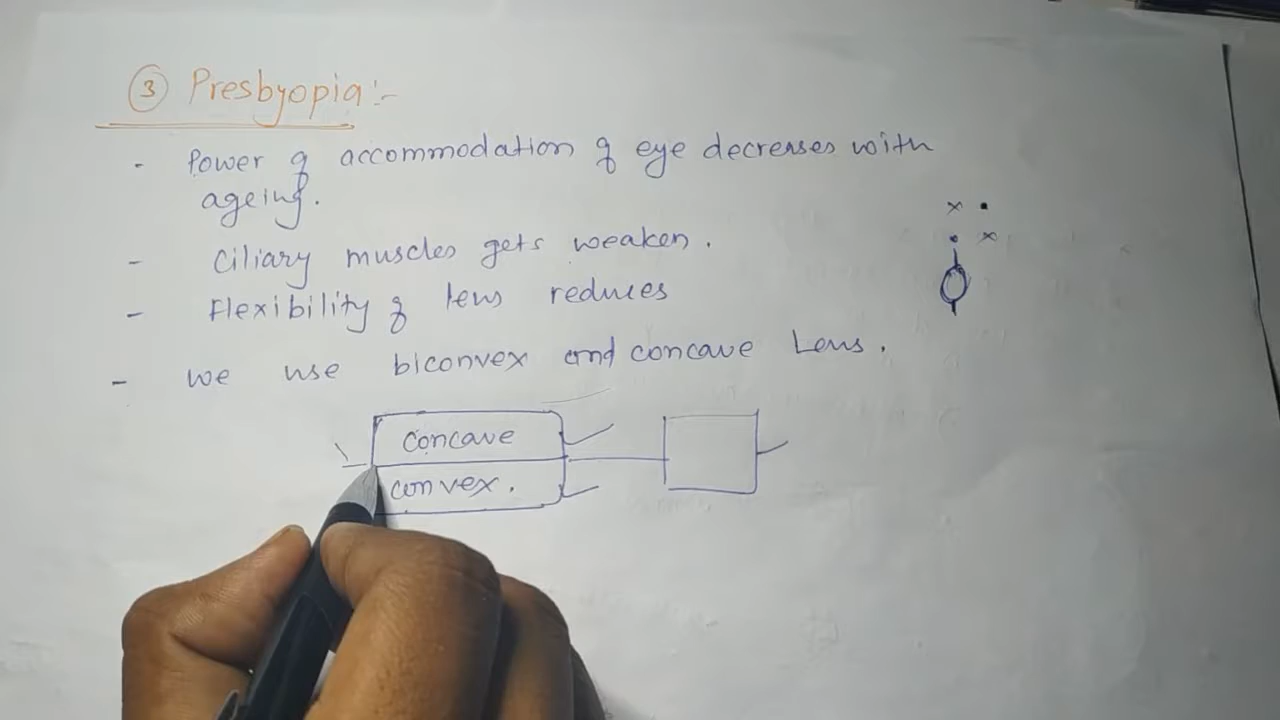 ③ Presbyopia:-
- Power of accommodation of eye decreases with
ageing.
- Ciliary muscles gets weaken.
- Flexibility of lens reduces
- We use biconvex and concave Lens.
Concave
convex.